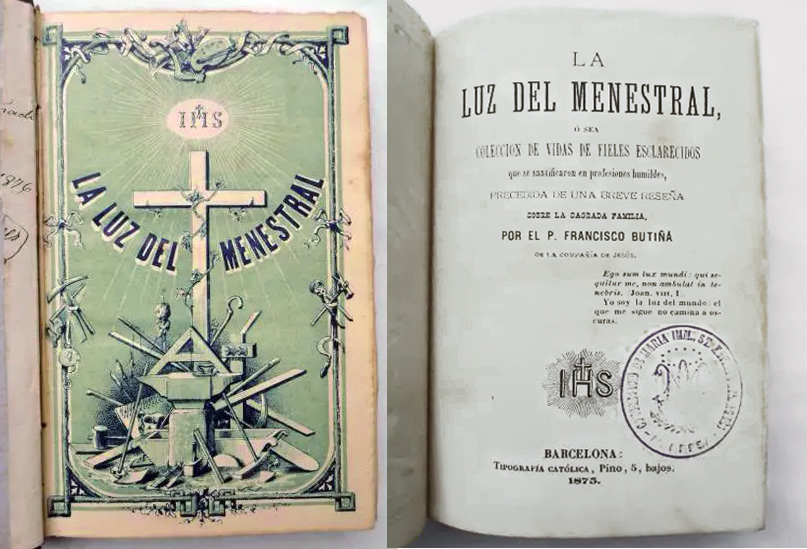 1876
IHS
LA LUZ DEL MENESTRAL
LA
LUZ DEL MENESTRAL,
Ó SEA
COLECCION DE VIDAS DE FIELES ESCLARECIDOS
que se santificaron en profesiones humildes,
PRECEDIDA DE UNA BREVE RESEÑA
SOBRE LA SAGRADA FAMILIA,
POR EL P. FRANCISCO BUTIÑÁ
DE LA COMPAÑÍA DE JESÚS.
Ego sum lux mundi: qui se-
quitur me, non ambulat in te-
nebris. (Joan. VIII,
Yo soy la luz del mundo: el
que me sigue no camina á os-
curas.
IHS
DE MARIA
BARCELONA:
TIPOGRAFÍA CATÓLICA, Pino, 5, bajos.
1875.